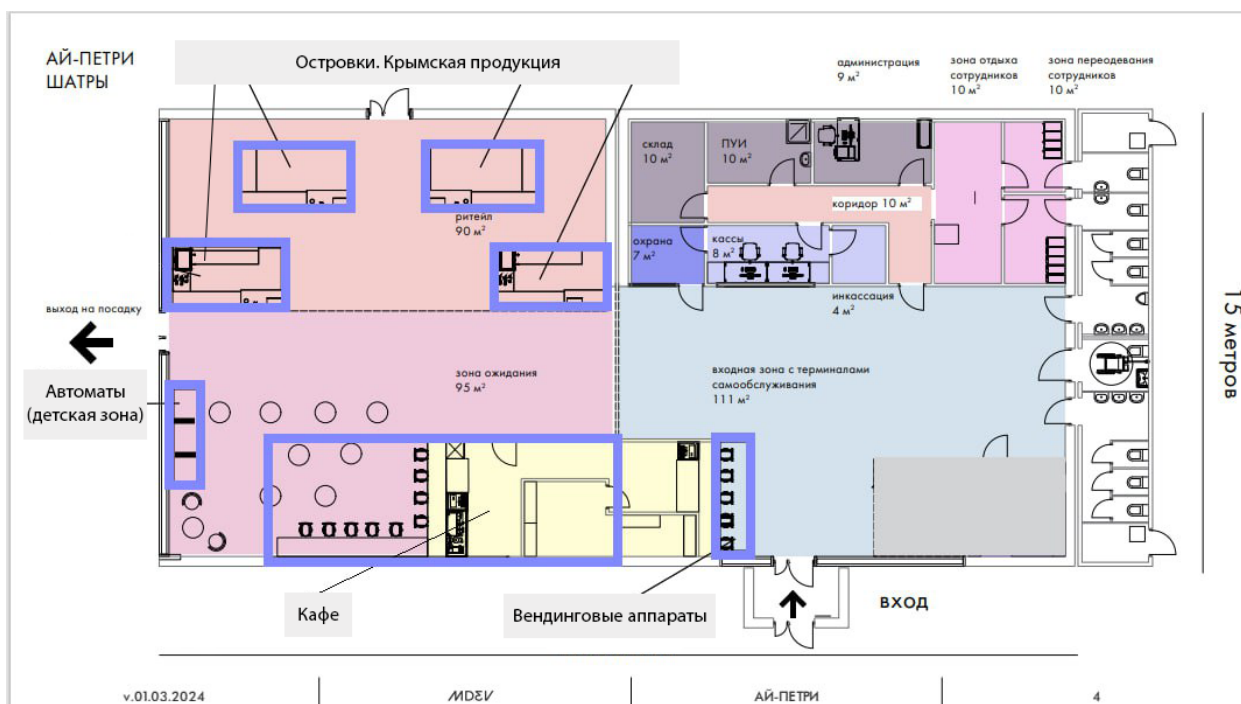 АЙ-ПЕТРИ
ШАТРЫ
Островки. Крымская продукция
администрация
9 м²
зона отдыха
сотрудников
10 м²
зона переодевания
сотрудников
10 м²
склад
10 м²
ПУИ
10 м²
коридор 10 м²
ритейл
90 м²
охрана
7 м²
кассы
8 м²
инкассация
4 м²
выход на посадку
15 метров
Автоматы
(детская зона)
зона ожидания
95 м²
входная зона с терминалами
самообслуживания
111 м²
Кафе
Вендинговые аппараты
ВХОД
v.01.03.2024
MDEV
АЙ-ПЕТРИ
4